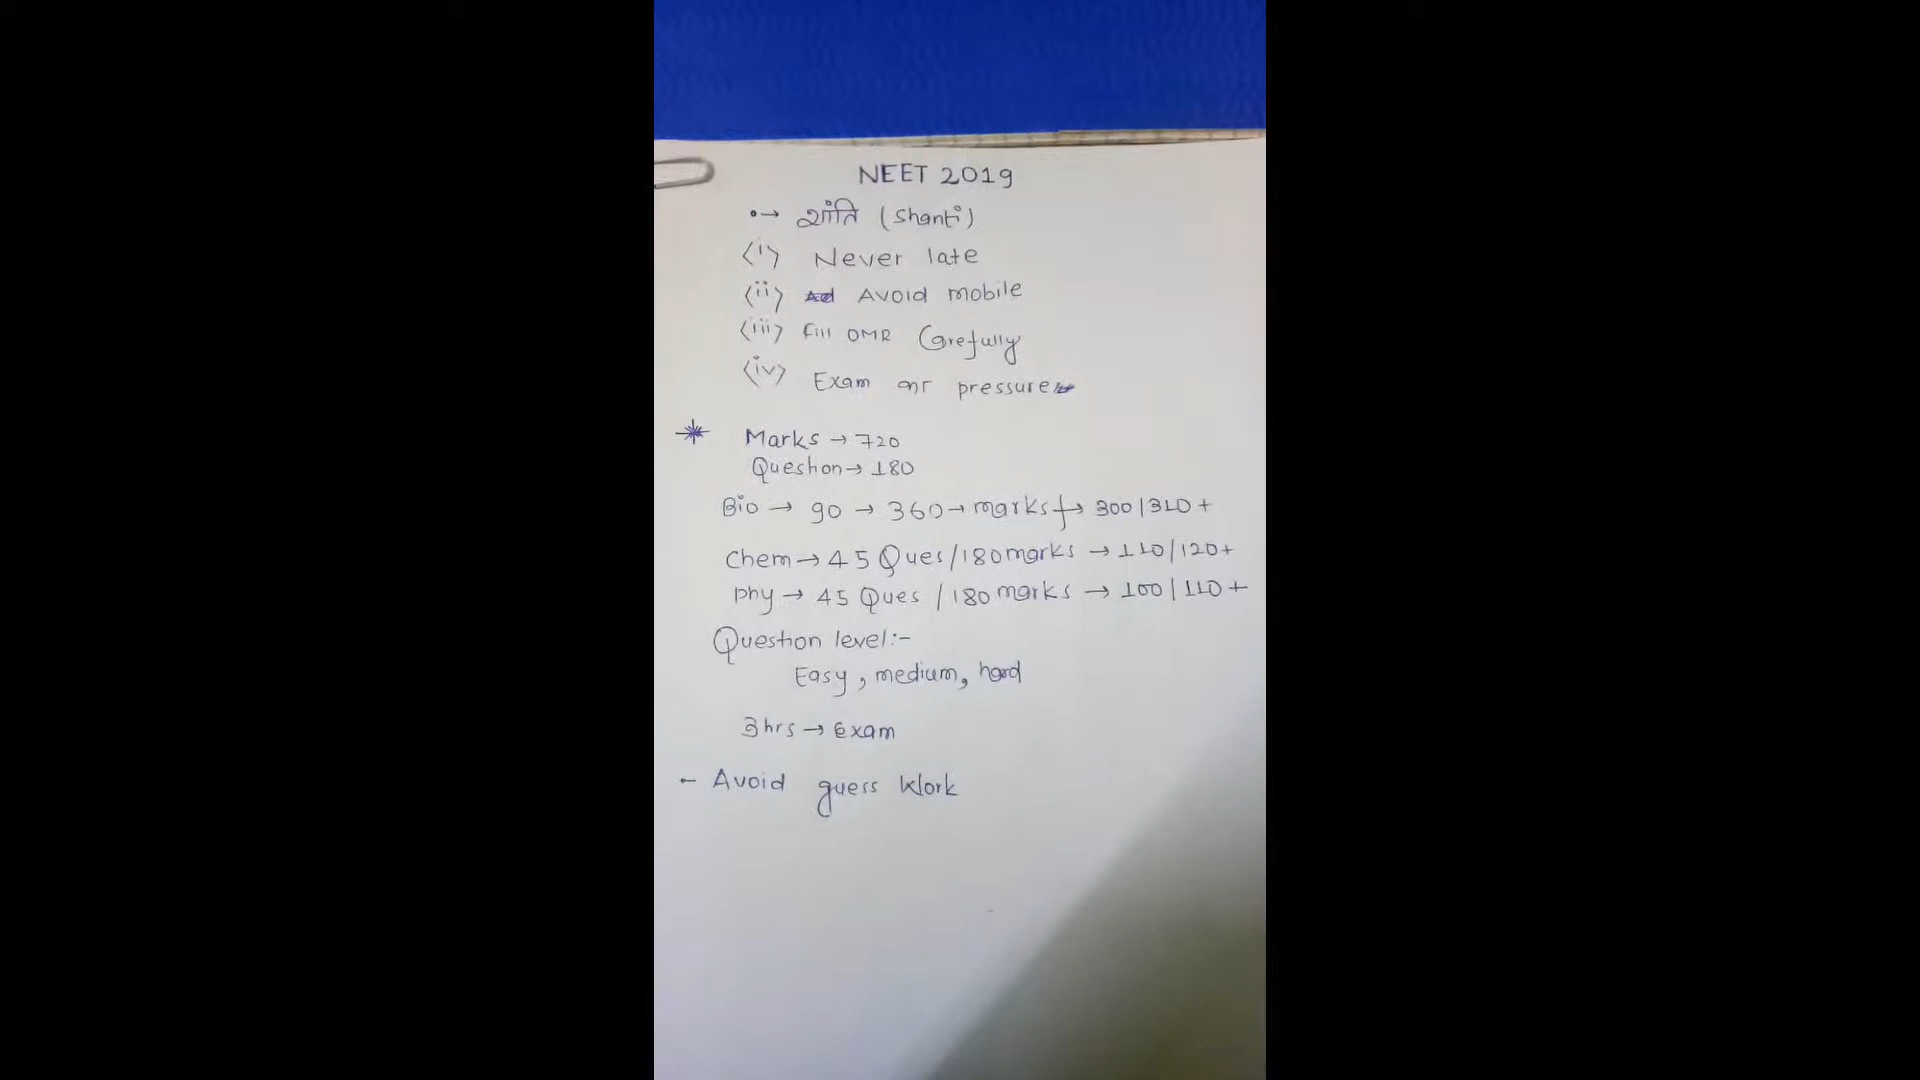 NEET 2019
•→ शांति (Shanti)
<i> Never late
<ii> Avoid mobile
<iii> Fill OMR Carefully
<iv> Exam का pressure
Marks → 720
Question → 180
Bio → 90 → 360 → marks → 300/310+
Chem → 45 Ques/180 marks → 110/120+
Phy → 45 Ques /180 marks → 100/110+
Question level:-
Easy, medium, hard
3 hrs → exam
- Avoid guess Work